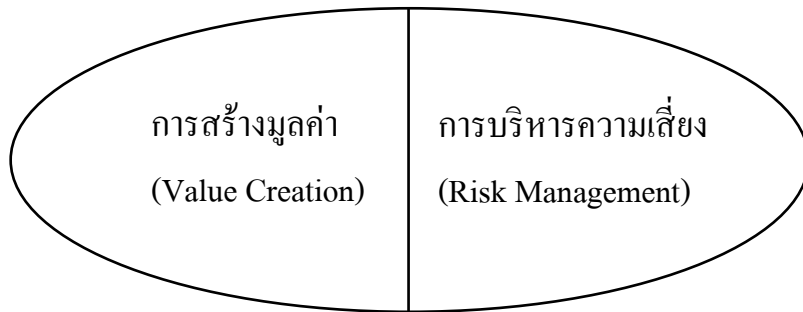 การสร้างมูลค่า
(Value Creation)
การบริหารความเสี่ยง
(Risk Management)